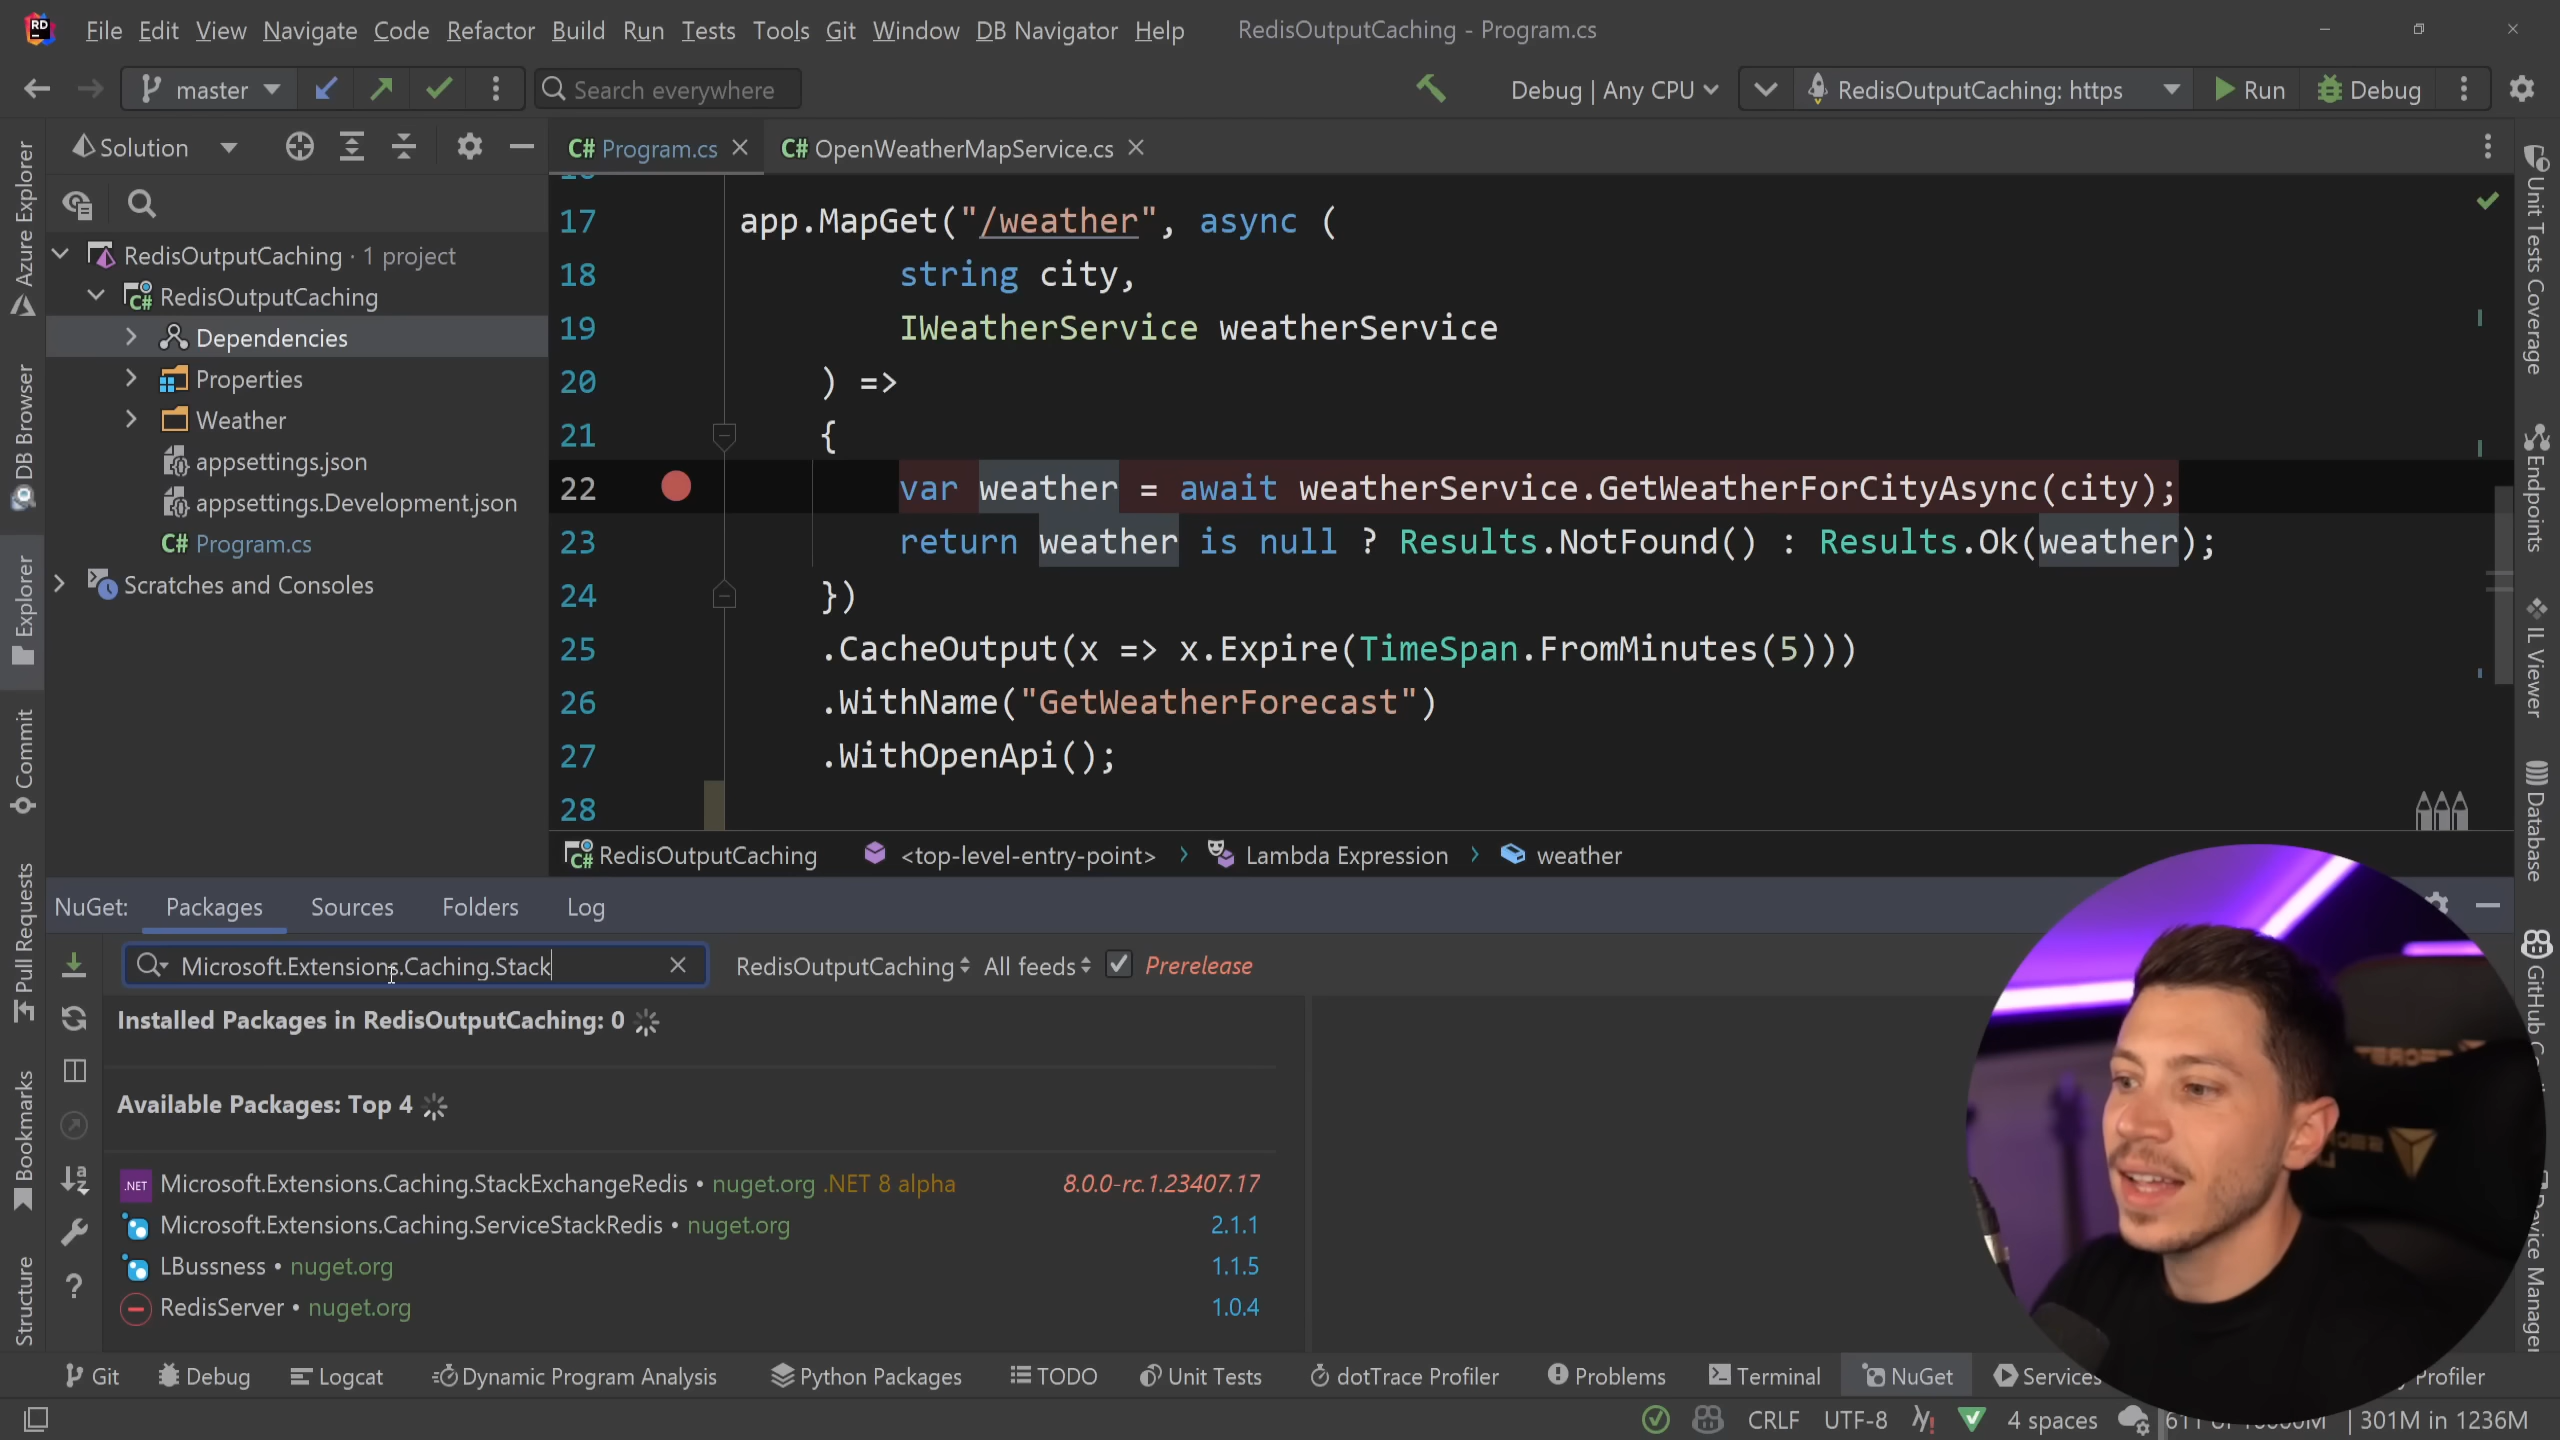 File Edit View Navigate Code Refactor Build Run Tests Tools Git Window DB Navigator Help RedisOutputCaching - Program.cs
master Search everywhere Debug | Any CPU RedisOutputCaching: https Run Debug
Solution
RedisOutputCaching · 1 project
RedisOutputCaching
Dependencies
Properties
Weather
appsettings.json
appsettings.Development.json
C# Program.cs
Scratches and Consoles
Azure Explorer
DB Browser
Explorer
Commit
Pull Requests
Bookmarks
Structure
C# Program.cs C# OpenWeatherMapService.cs
17 app.MapGet("/weather", async (
18 string city,
19 IWeatherService weatherService
20 ) =>
21 {
22 var weather = await weatherService.GetWeatherForCityAsync(city);
23 return weather is null ? Results.NotFound() : Results.Ok(weather);
24 })
25 .CacheOutput(x => x.Expire(TimeSpan.FromMinutes(5)))
26 .WithName("GetWeatherForecast")
27 .WithOpenApi();
28
RedisOutputCaching <top-level-entry-point> Lambda Expression weather
Unit Tests Coverage
Endpoints
IL Viewer
Database
GitHub
Device Manager
NuGet: Packages Sources Folders Log
Microsoft.Extensions.Caching.Stack RedisOutputCaching All feeds Prerelease
Installed Packages in RedisOutputCaching: 0
Available Packages: Top 4
.NET Microsoft.Extensions.Caching.StackExchangeRedis • nuget.org .NET 8 alpha 8.0.0-rc.1.23407.17
Microsoft.Extensions.Caching.ServiceStackRedis • nuget.org 2.1.1
LBussness • nuget.org 1.1.5
RedisServer • nuget.org 1.0.4
Git Debug Logcat Dynamic Program Analysis Python Packages TODO Unit Tests dotTrace Profiler Problems Terminal NuGet Services Profiler
CRLF UTF-8 4 spaces 301M in 1236M